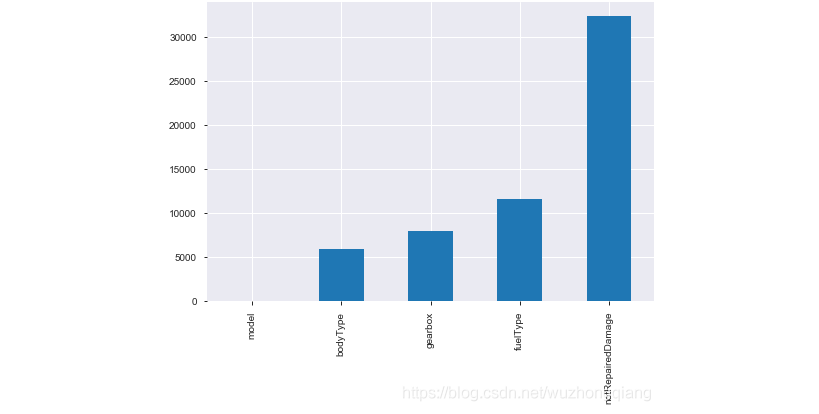 30000
25000
20000
15000
10000
5000
0
model
bodyType
gearbox
fuelType
notRepairedDamage
https://blog.csdn.net/wuzhongqiang